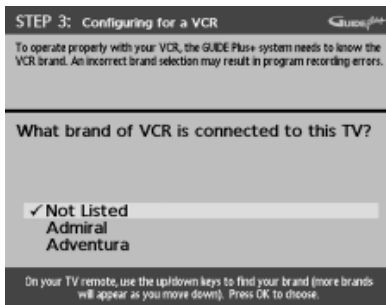 STEP 3: Configuring for a VCR
GUIDE Plus+
To operate properly with your VCR, the GUIDE Plus+ system needs to know the
VCR brand. An incorrect brand selection may result in program recording errors.
What brand of VCR is connected to this TV?
✓ Not Listed
Admiral
Adventura
On your TV remote, use the up/down keys to find your brand (more brands
will appear as you move down). Press OK to choose.